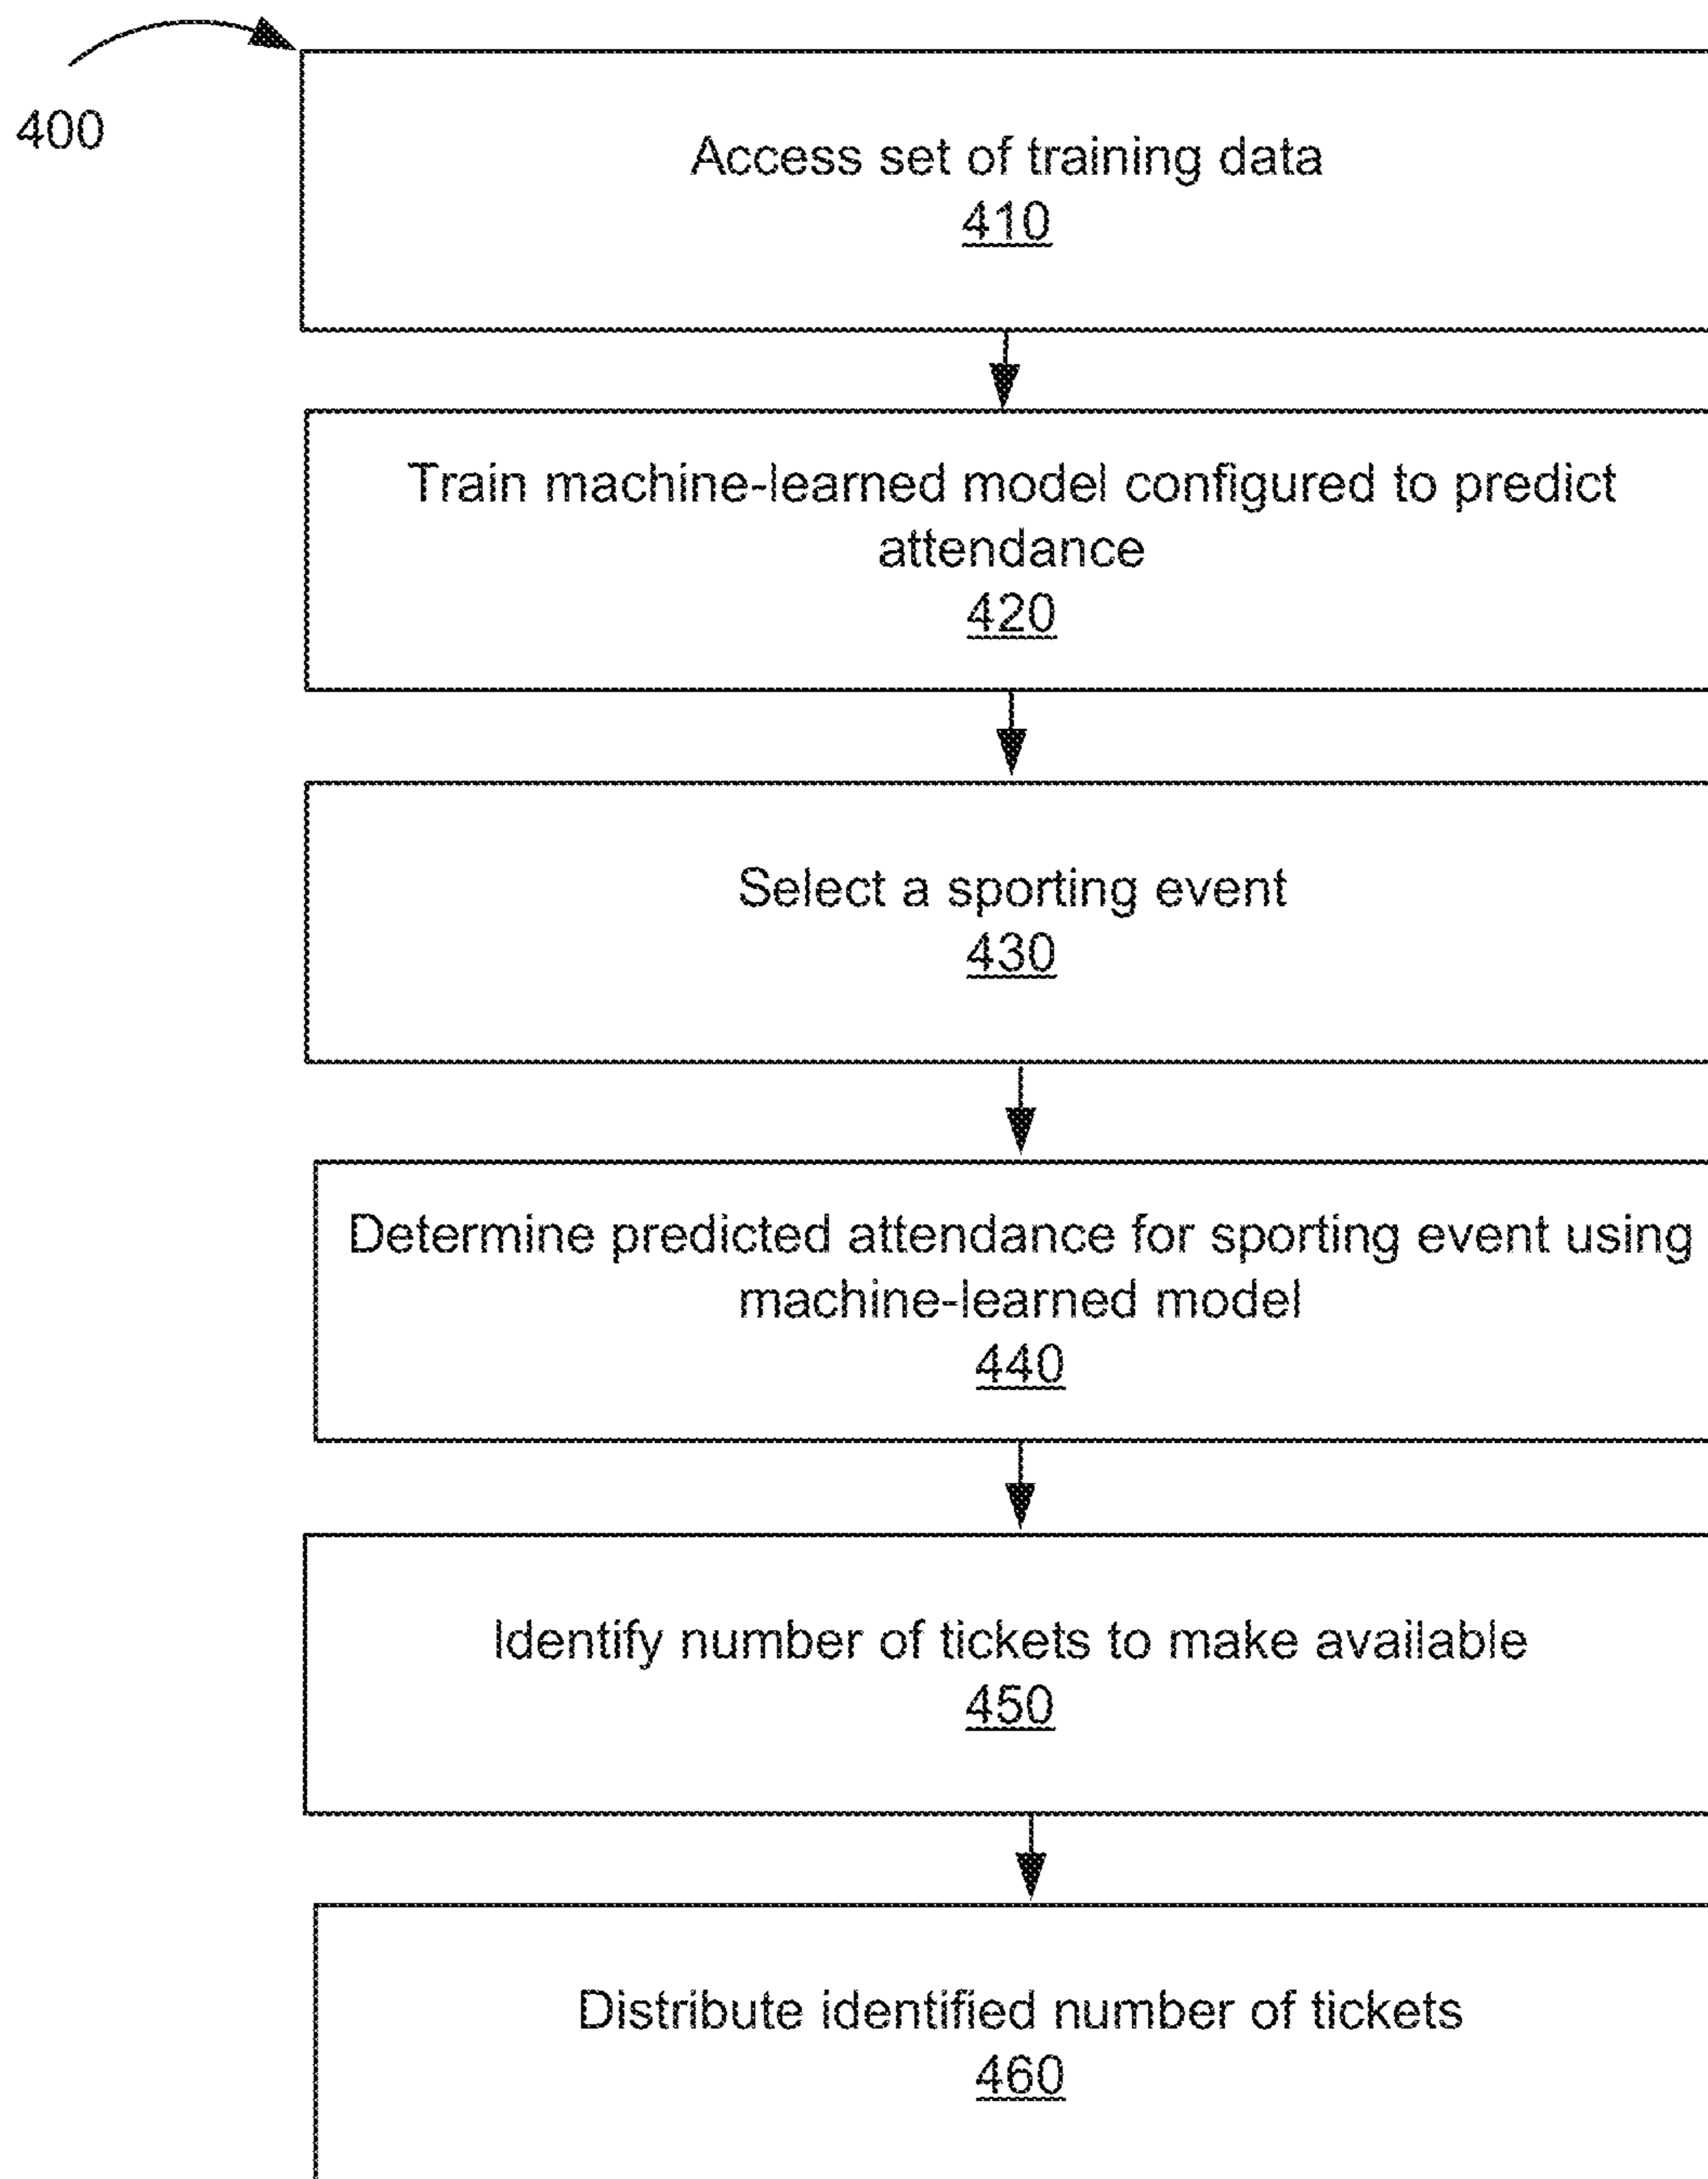 400
Access set of training data
410
Train machine-learned model configured to predict
attendance
420
Select a sporting event
430
Determine predicted attendance for sporting event using
machine-learned model
440
Identify number of tickets to make available
450
Distribute identified number of tickets
460